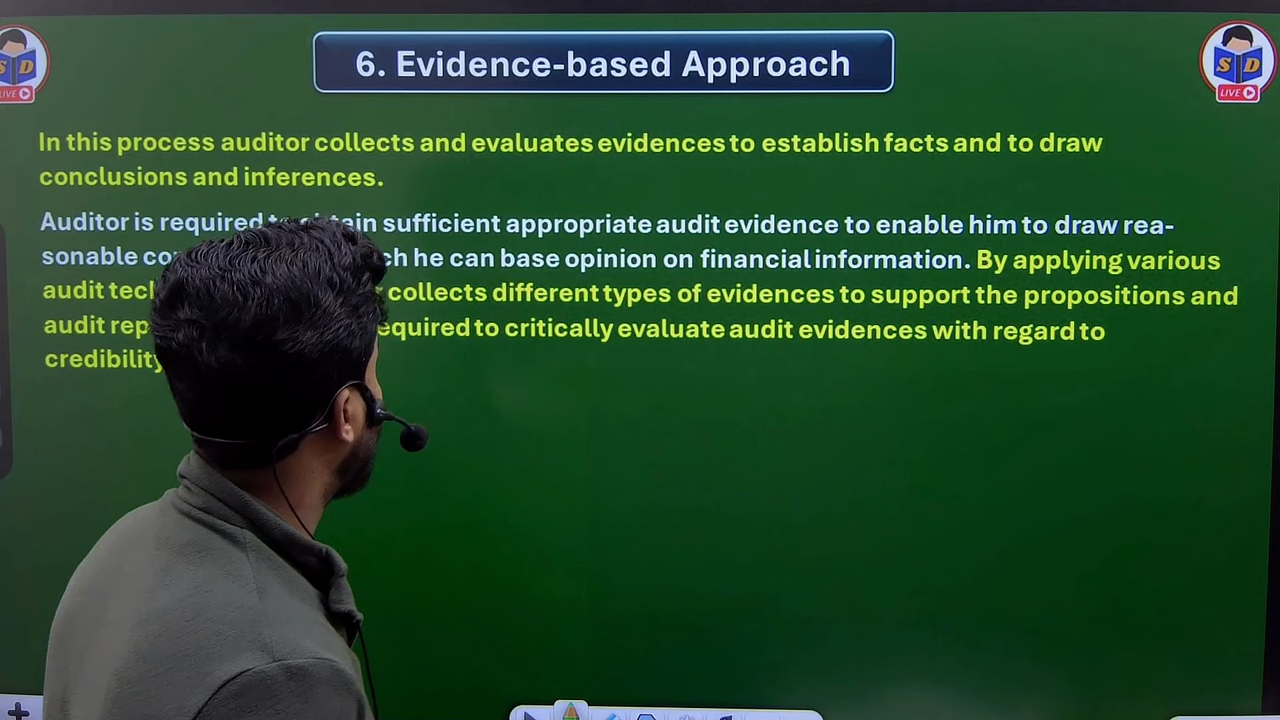 6. Evidence-based Approach
In this process auditor collects and evaluates evidences to establish facts and to draw
conclusions and inferences.
Auditor is required sufficient appropriate audit evidence to enable him to draw rea-
sonable he can base opinion on financial information. By applying various
audit collects different types of evidences to support the propositions and
audit equired to critically evaluate audit evidences with regard to
credibility
S D
LIVE
S D
LIVE